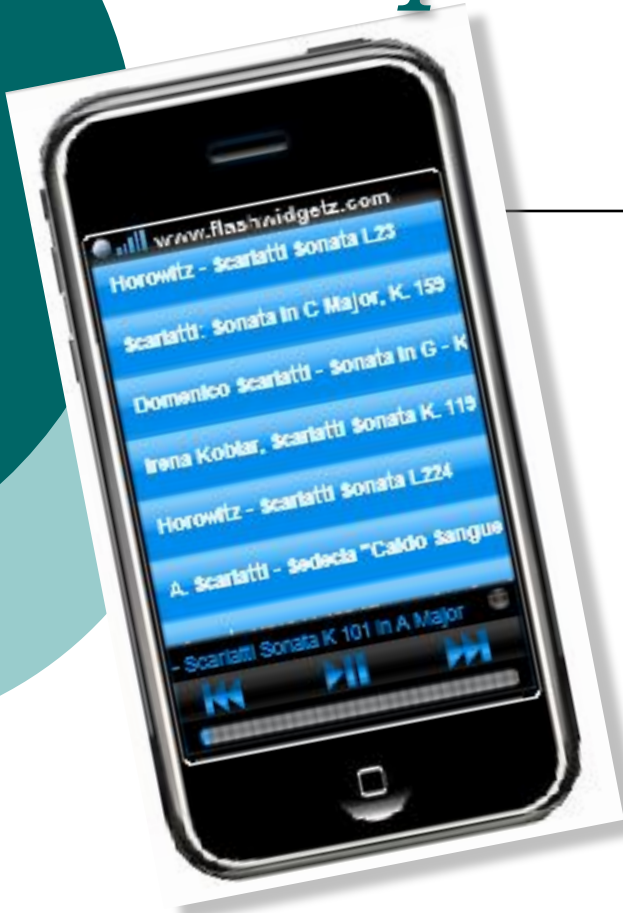 www.flashwidgetz.com
Horowitz - Scarlatti Sonata L23
Scarlatti: Sonata in C Major, K. 159
Domenico Scarlatti - Sonata in G - K
Irena Koblar, Scarlatti Sonata K. 119
Horowitz - Scarlatti Sonata L224
A. Scarlatti - Sedecia "Caldo Sangue
- Scarlatti Sonata K 101 in A Major